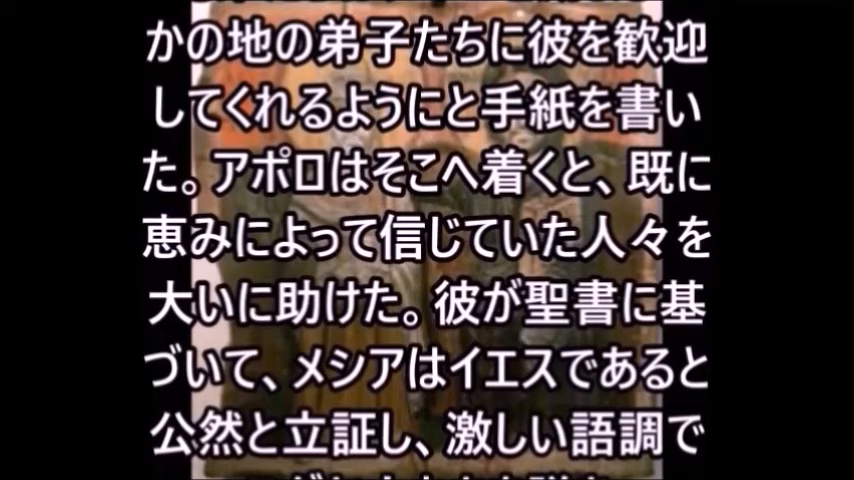 かの地の弟子たちに彼を歓迎
してくれるようにと手紙を書い
た。アポロはそこへ着くと、既に
恵みによって信じていた人々を
大いに助けた。彼が聖書に基
づいて、メシアはイエスであると
公然と立証し、激しい語調で